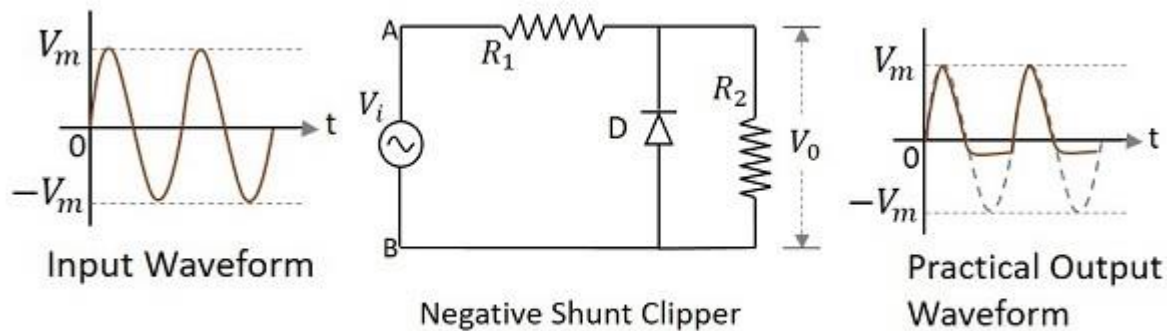 V_m
0
t
−V_m
Input Waveform
A
R_1
V_i
D
R_2
V_0
B
Negative Shunt Clipper
V_m
0
t
−V_m
Practical Output
Waveform